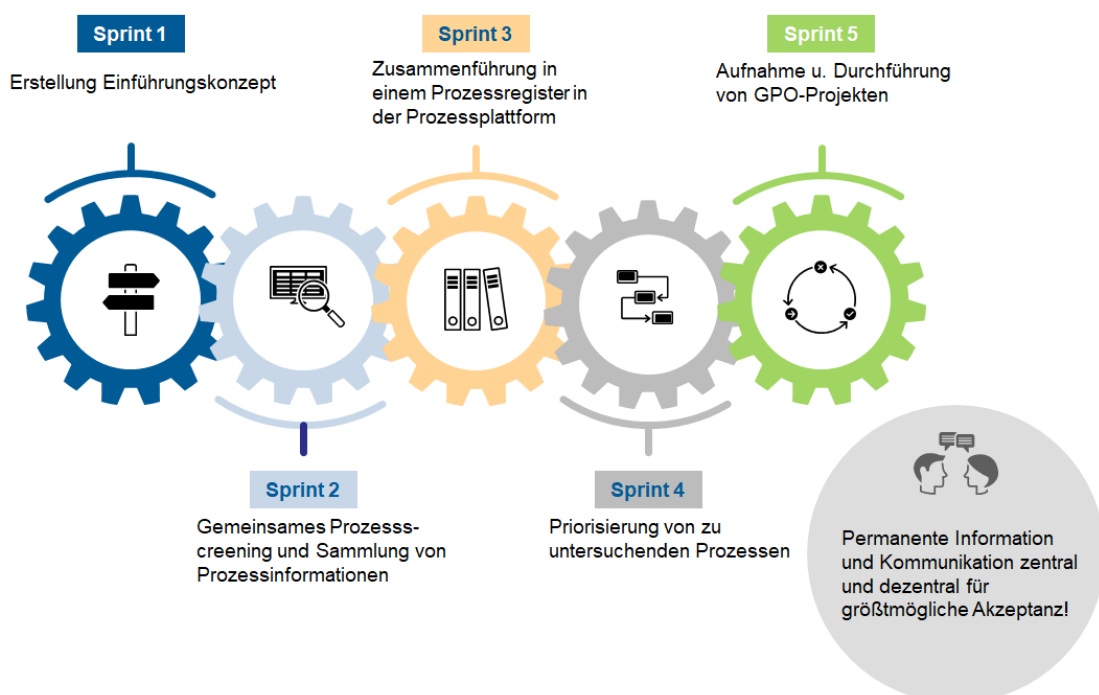 Sprint 1
Erstellung Einführungskonzept
Sprint 3
Zusammenführung in
einem Prozessregister in
der Prozessplattform
Sprint 5
Aufnahme u. Durchführung
von GPO-Projekten
Sprint 2
Gemeinsames Prozesss-
creening und Sammlung von
Prozessinformationen
Sprint 4
Priorisierung von zu
untersuchenden Prozessen
Permanente Information
und Kommunikation zentral
und dezentral für
größtmögliche Akzeptanz!